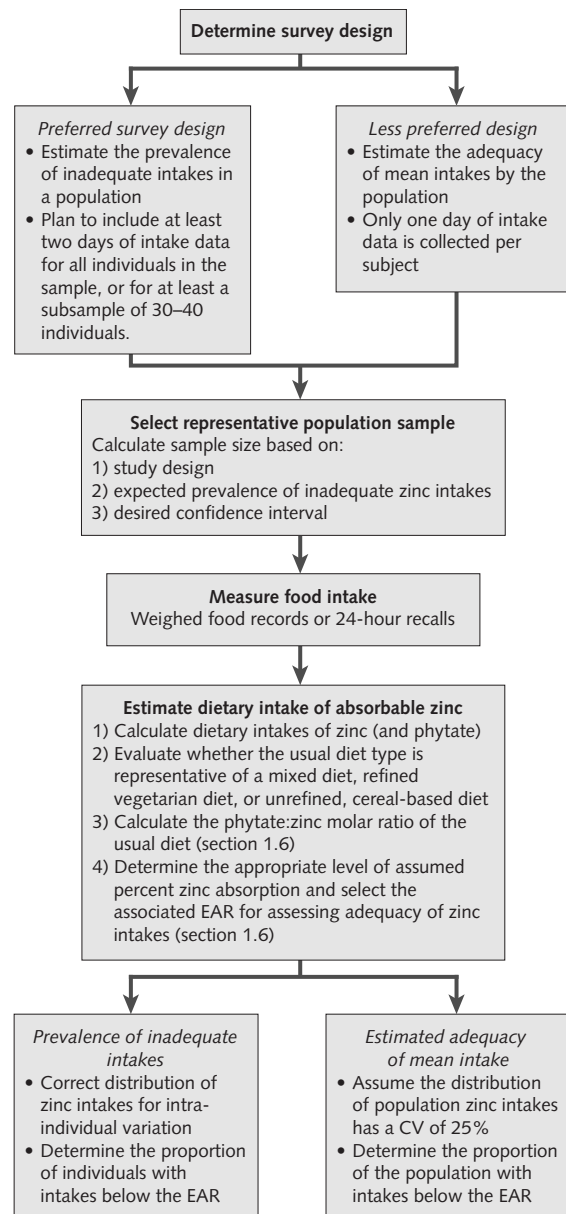 Determine survey design
Preferred survey design
• Estimate the prevalence
of inadequate intakes in
a population
• Plan to include at least
two days of intake data
for all individuals in the
sample, or for at least a
subsample of 30–40
individuals.
Less preferred design
• Estimate the adequacy
of mean intakes by the
population
• Only one day of intake
data is collected per
subject
Select representative population sample
Calculate sample size based on:
1) study design
2) expected prevalence of inadequate zinc intakes
3) desired confidence interval
Measure food intake
Weighed food records or 24-hour recalls
Estimate dietary intake of absorbable zinc
1) Calculate dietary intakes of zinc (and phytate)
2) Evaluate whether the usual diet type is
representative of a mixed diet, refined
vegetarian diet, or unrefined, cereal-based diet
3) Calculate the phytate:zinc molar ratio of the
usual diet (section 1.6)
4) Determine the appropriate level of assumed
percent zinc absorption and select the
associated EAR for assessing adequacy of zinc
intakes (section 1.6)
Prevalence of inadequate
intakes
• Correct distribution of
zinc intakes for intra-
individual variation
• Determine the proportion
of individuals with
intakes below the EAR
Estimated adequacy
of mean intake
• Assume the distribution
of population zinc intakes
has a CV of 25%
• Determine the proportion
of the population with
intakes below the EAR